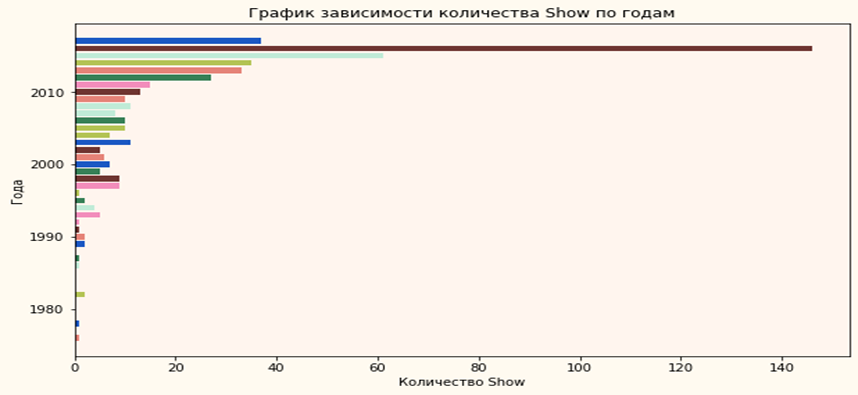 График зависимости количества Show по годам
2010
2000
1990
1980
Года
0 20 40 60 80 100 120 140
Количество Show